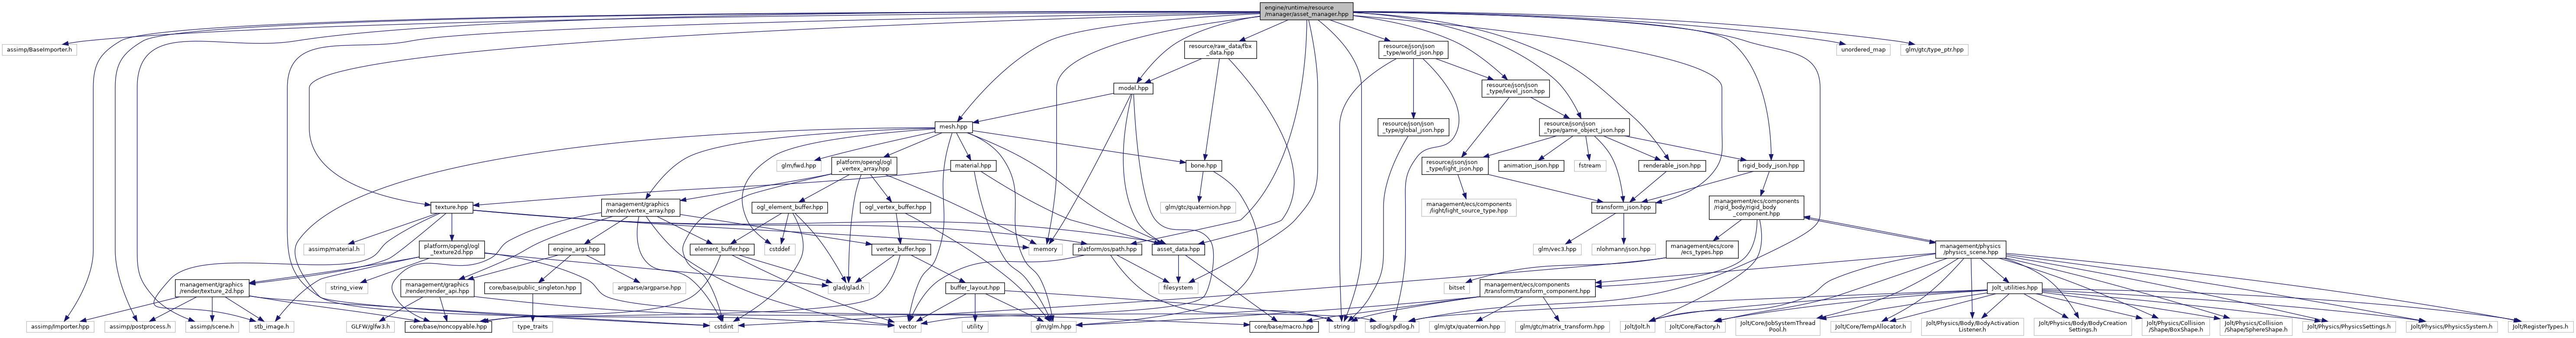 engine/runtime/resource
/manager/asset_manager.hpp
assimp/BaseImporter.h
resource/raw_data/fbx
_data.hpp
resource/json/json
_type/world_json.hpp
unordered_map
glm/gtc/type_ptr.hpp
model.hpp
resource/json/json
_type/level_json.hpp
mesh.hpp
resource/json/json
_type/global_json.hpp
resource/json/json
_type/game_object_json.hpp
glm/fwd.hpp
platform/opengl/ogl
_vertex_array.hpp
material.hpp
bone.hpp
resource/json/json
_type/light_json.hpp
animation_json.hpp
fstream
renderable_json.hpp
rigid_body_json.hpp
texture.hpp
management/graphics
/render/vertex_array.hpp
ogl_element_buffer.hpp
ogl_vertex_buffer.hpp
glm/gtc/quaternion.hpp
management/ecs/components
/light/light_source_type.hpp
transform_json.hpp
management/ecs/components
/rigid_body/rigid_body
_component.hpp
assimp/material.h
platform/opengl/ogl
_texture2d.hpp
engine_args.hpp
element_buffer.hpp
cstddef
vertex_buffer.hpp
memory
platform/os/path.hpp
asset_data.hpp
glm/vec3.hpp
nlohmann/json.hpp
management/ecs/core
/ecs_types.hpp
management/physics
/physics_scene.hpp
management/graphics
/render/texture_2d.hpp
string_view
management/graphics
/render/render_api.hpp
core/base/public_singleton.hpp
argparse/argparse.hpp
glad/glad.h
buffer_layout.hpp
filesystem
bitset
management/ecs/components
/transform/transform_component.hpp
Jolt_utilities.hpp
assimp/Importer.hpp
assimp/postprocess.h
assimp/scene.h
stb_image.h
GLFW/glfw3.h
core/base/noncopyable.hpp
type_traits
cstdint
vector
utility
glm/glm.hpp
core/base/macro.hpp
string
spdlog/spdlog.h
glm/gtx/quaternion.hpp
glm/gtc/matrix_transform.hpp
Jolt/Jolt.h
Jolt/Core/Factory.h
Jolt/Core/JobSystemThread
Pool.h
Jolt/Core/TempAllocator.h
Jolt/Physics/Body/BodyActivation
Listener.h
Jolt/Physics/Body/BodyCreation
Settings.h
Jolt/Physics/Collision
/Shape/BoxShape.h
Jolt/Physics/Collision
/Shape/SphereShape.h
Jolt/Physics/PhysicsSettings.h
Jolt/Physics/PhysicsSystem.h
Jolt/RegisterTypes.h